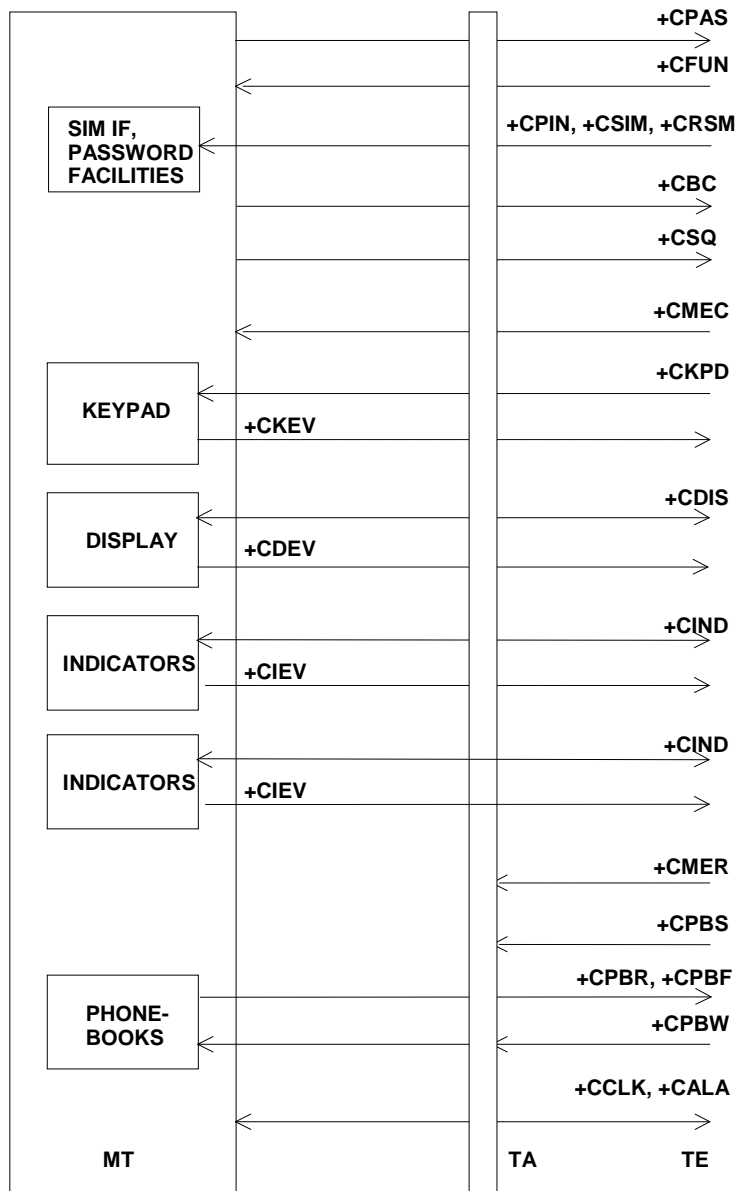 +CPAS
+CFUN
SIM IF,
PASSWORD
FACILITIES
+CPIN, +CSIM, +CRSM
+CBC
+CSQ
+CMEC
+CKPD
KEYPAD
+CKEV
+CDIS
DISPLAY
+CDEV
+CIND
INDICATORS
+CIEV
+CIND
INDICATORS
+CIEV
+CMER
+CPBS
+CPBR, +CPBF
PHONE-
BOOKS
+CPBW
+CCLK, +CALA
MT TA TE